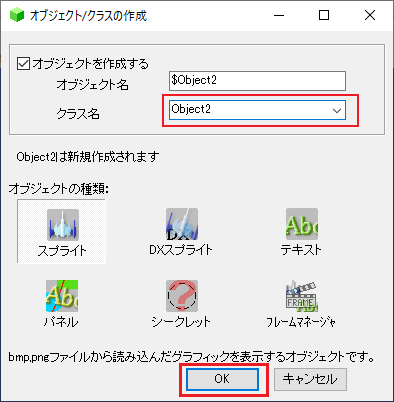 オブジェクト/クラスの作成
オブジェクトを作成する
オブジェクト名 $Object2
クラス名 Object2
Object2は新規作成されます
オブジェクトの種類:
スプライト DXスプライト テキスト
パネル シークレット フレームマネージャ
bmp,pngファイルから読み込んだグラフィックを表示するオブジェクトです。
OK キャンセル